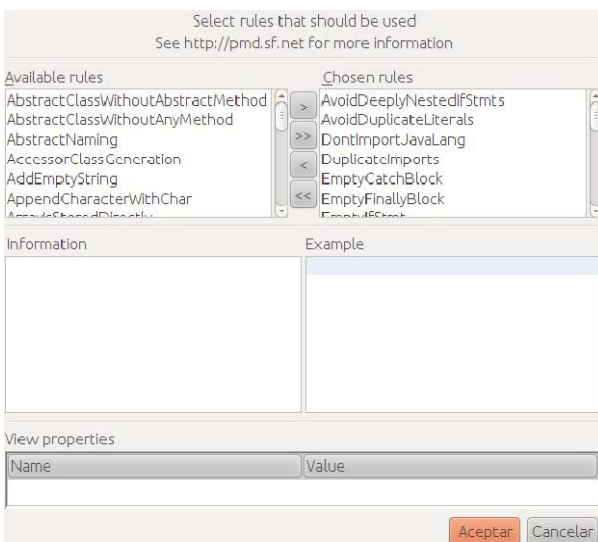 Select rules that should be used
See http://pmd.sf.net for more information
Available rules
Chosen rules
AbstractClassWithoutAbstractMethod
AbstractClassWithoutAnyMethod
AbstractNaming
AccessorClassGeneration
AddEmptyString
AppendCharacterWithChar
ArrayIsStoredDirectly
>
>>
<
<<
AvoidDeeplyNestedIfStmts
AvoidDuplicateLiterals
DontImportJavaLang
DuplicateImports
EmptyCatchBlock
EmptyFinallyBlock
EmptyIfStmt
Information
Example
View properties
Name
Value
Aceptar
Cancelar